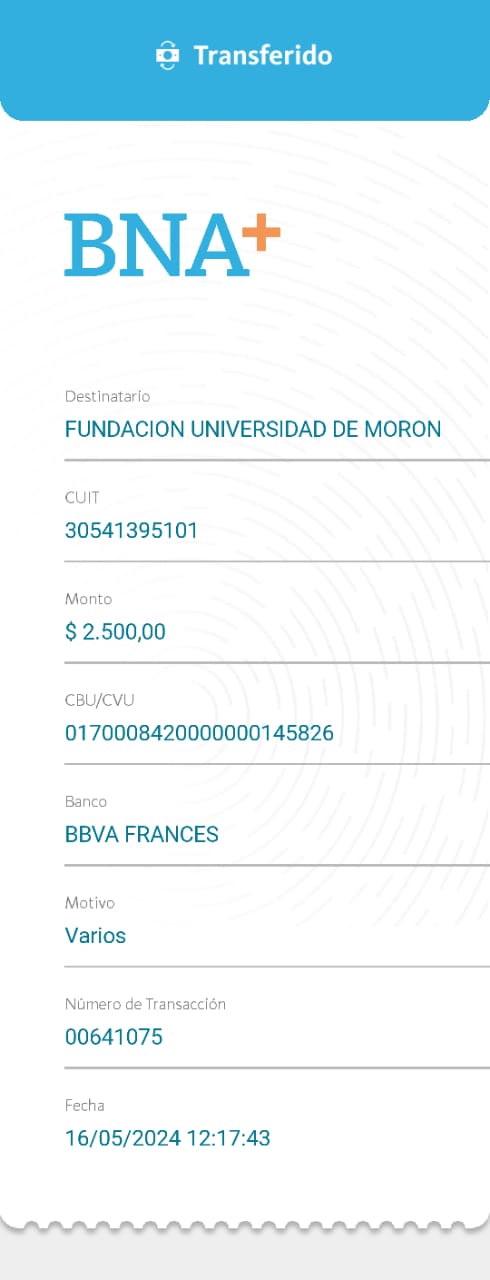 Transferido
BNA+
Destinatario
FUNDACION UNIVERSIDAD DE MORON
CUIT
30541395101
Monto
$ 2.500,00
CBU/CVU
0170008420000000145826
Banco
BBVA FRANCES
Motivo
Varios
Número de Transacción
00641075
Fecha
16/05/2024 12:17:43